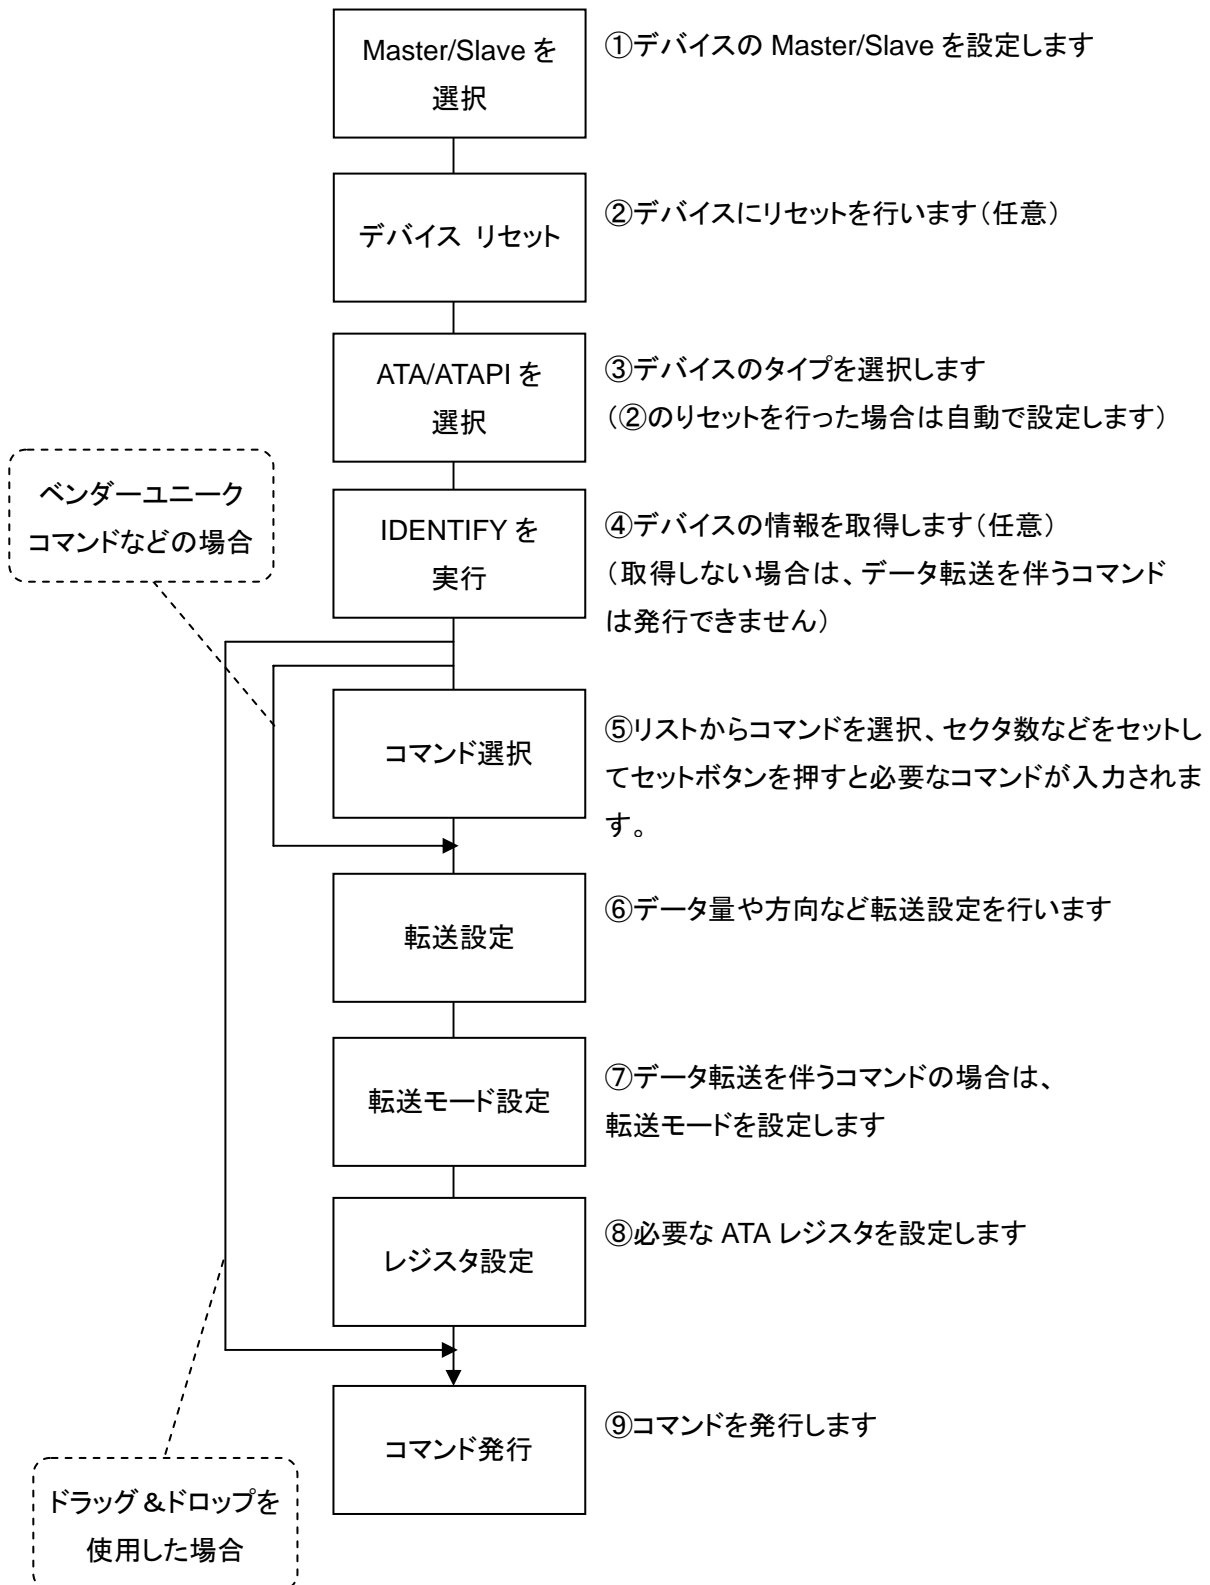 Master/Slave を
選択
①デバイスの Master/Slave を設定します
デバイス リセット
②デバイスにリセットを行います(任意)
ATA/ATAPI を
選択
③デバイスのタイプを選択します
(②のリセットを行った場合は自動で設定します)
ベンダーユニーク
コマンドなどの場合
IDENTIFY を
実行
④デバイスの情報を取得します(任意)
(取得しない場合は、データ転送を伴うコマンド
は発行できません)
コマンド選択
⑤リストからコマンドを選択、セクタ数などをセットし
てセットボタンを押すと必要なコマンドが入力されま
す。
転送設定
⑥データ量や方向など転送設定を行います
転送モード設定
⑦データ転送を伴うコマンドの場合は、
転送モードを設定します
レジスタ設定
⑧必要な ATA レジスタを設定します
コマンド発行
⑨コマンドを発行します
ドラッグ&ドロップを
使用した場合